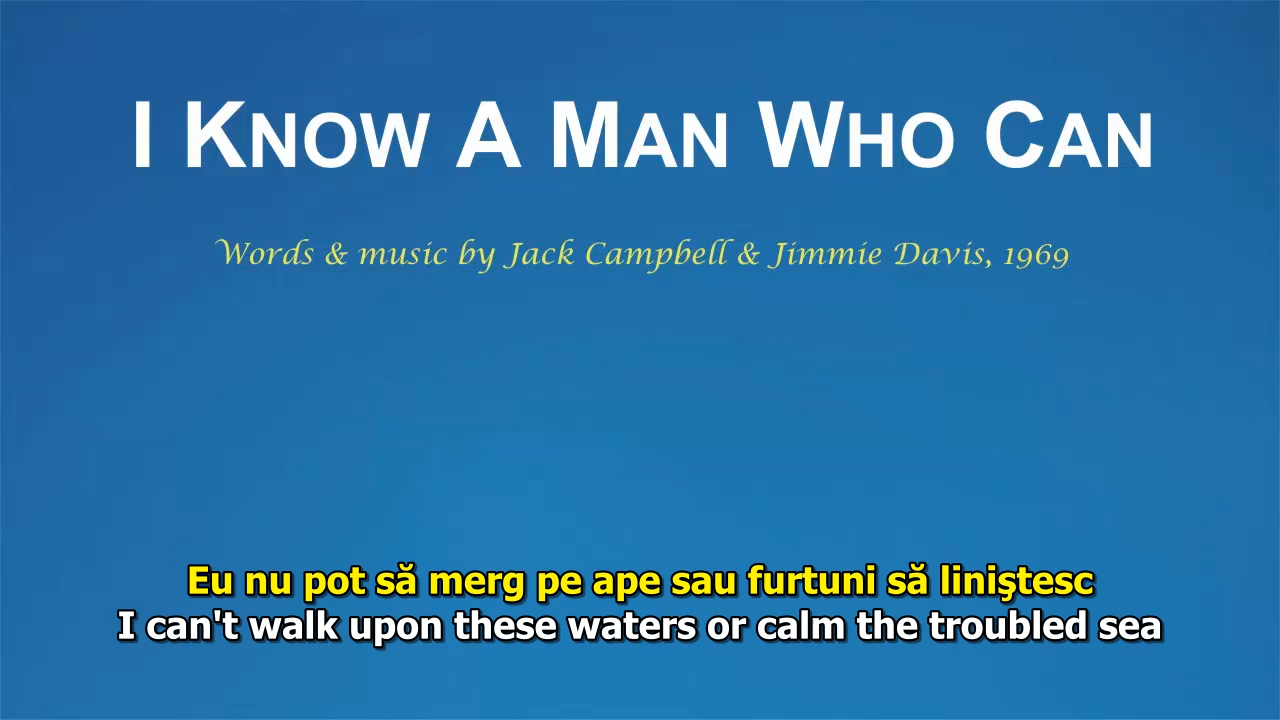 I KNOW A MAN WHO CAN
Words & music by Jack Campbell & Jimmie Davis, 1969
Eu nu pot să merg pe ape sau furtuni să liniştesc
I can't walk upon these waters or calm the troubled sea